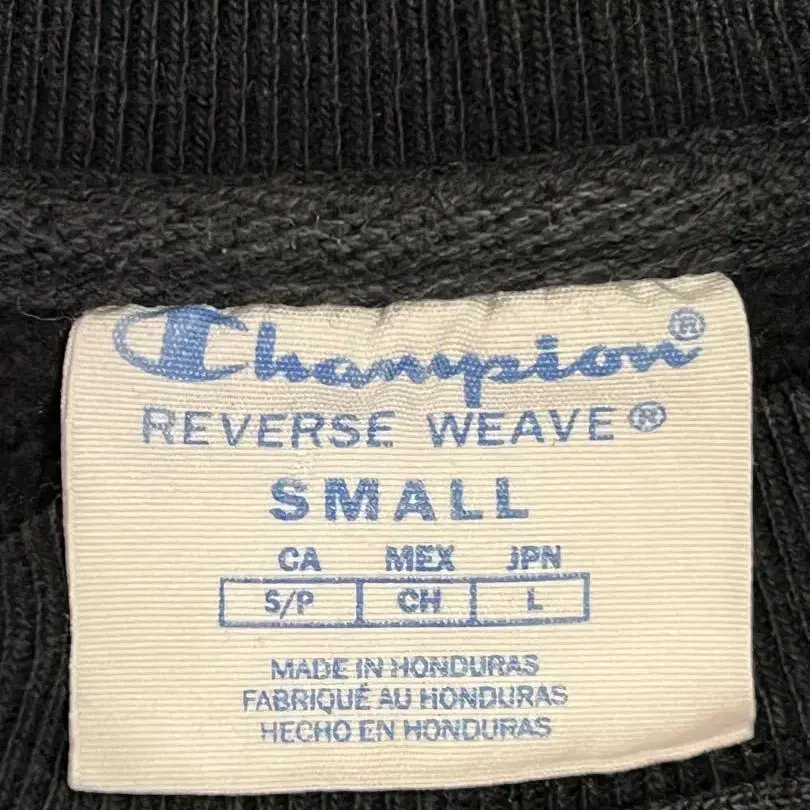 Champion®
REVERSE WEAVE®
SMALL
CA MEX JPN
S/P CH L
MADE IN HONDURAS
FABRIQUÉ AU HONDURAS
HECHO EN HONDURAS